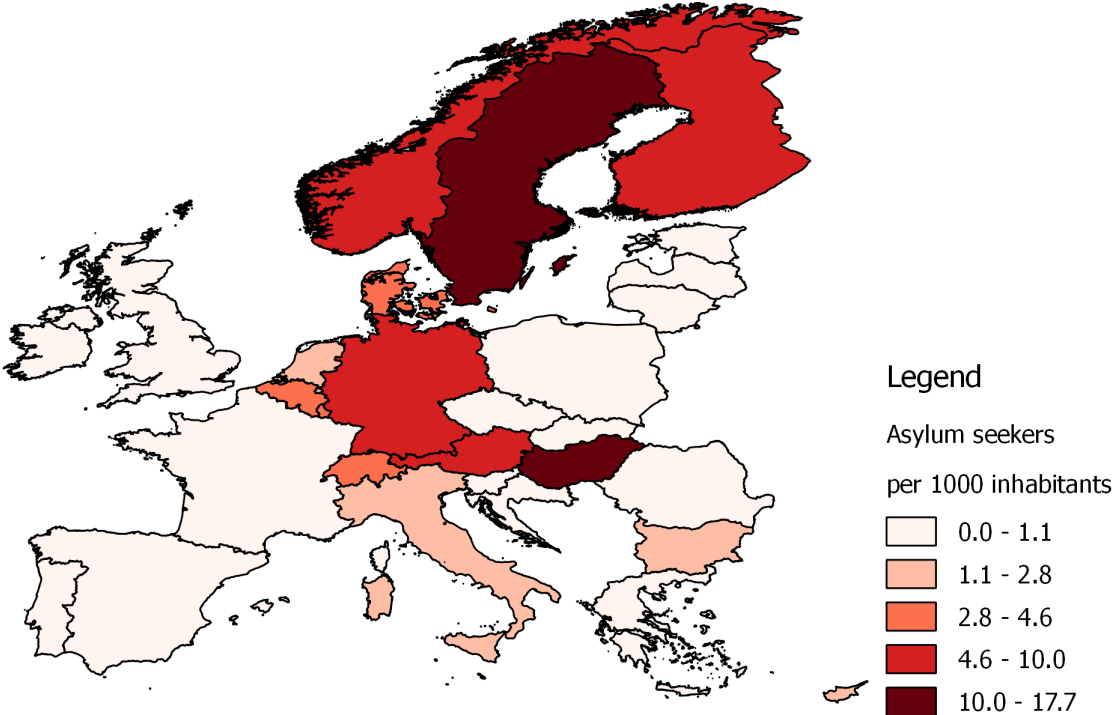 Legend
Asylum seekers
per 1000 inhabitants
0.0 - 1.1
1.1 - 2.8
2.8 - 4.6
4.6 - 10.0
10.0 - 17.7